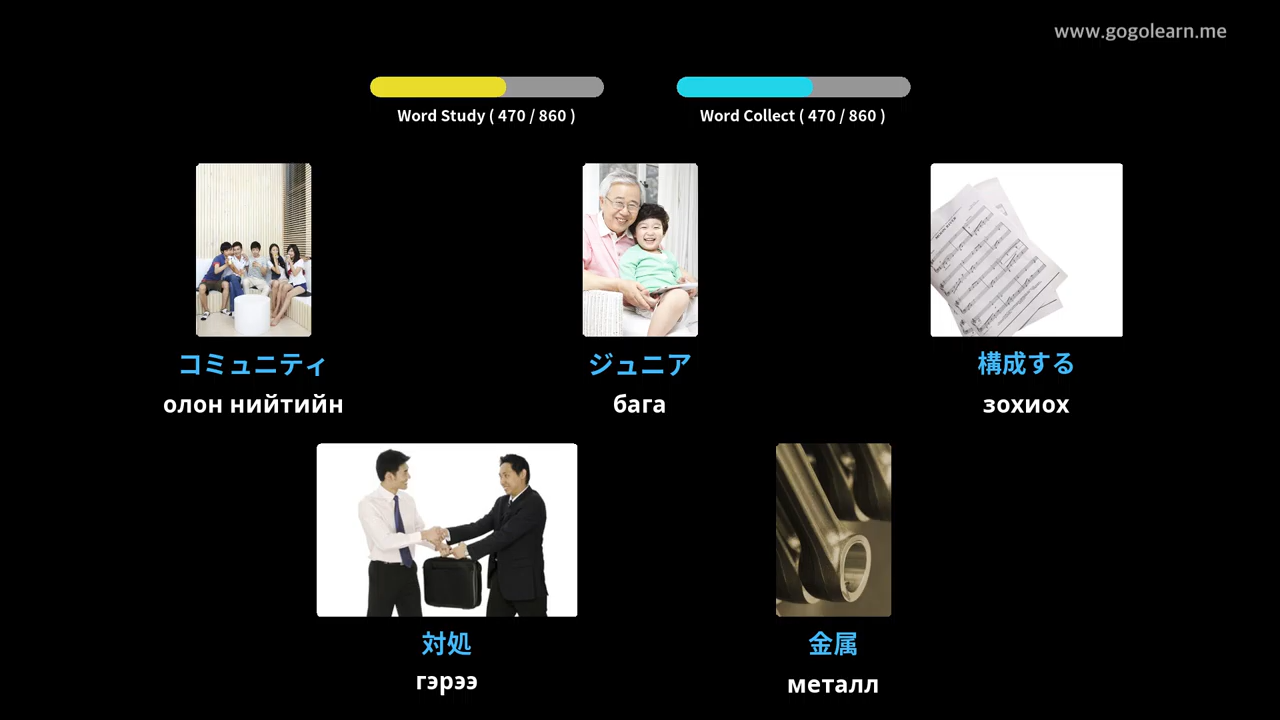 www.gogolearn.me
Word Study ( 470 / 860 )
Word Collect ( 470 / 860 )
コミュニティ
олон нийтийн
ジュニア
бага
構成する
зохиох
対処
гэрээ
金属
металл